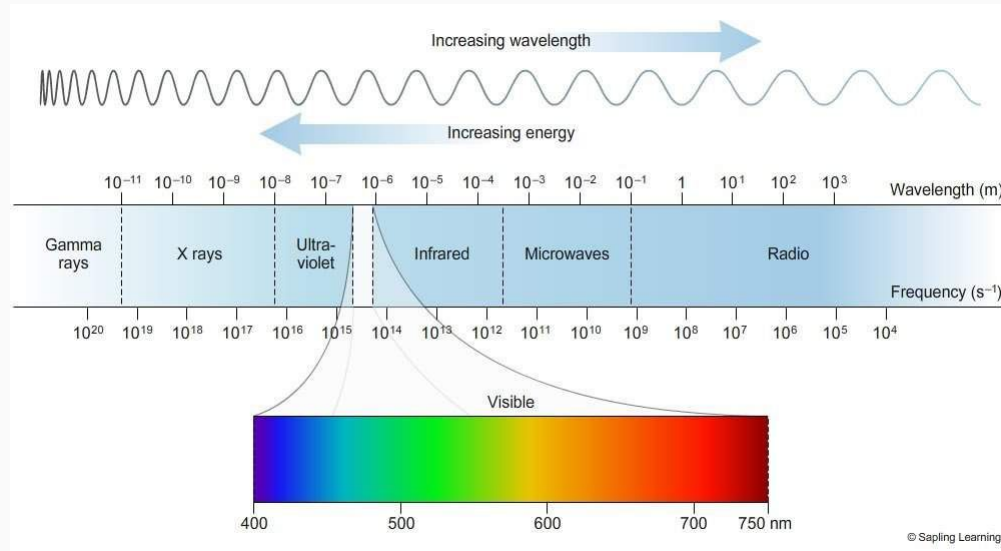 Increasing wavelength
Increasing energy
10⁻¹¹ 10⁻¹⁰ 10⁻⁹ 10⁻⁸ 10⁻⁷ 10⁻⁶ 10⁻⁵ 10⁻⁴ 10⁻³ 10⁻² 10⁻¹ 1 10¹ 10² 10³ Wavelength (m)
Gamma rays
X rays
Ultra-
violet
Infrared
Microwaves
Radio
Frequency (s⁻¹)
10²⁰ 10¹⁹ 10¹⁸ 10¹⁷ 10¹⁶ 10¹⁵ 10¹⁴ 10¹³ 10¹² 10¹¹ 10¹⁰ 10⁹ 10⁸ 10⁷ 10⁶ 10⁵ 10⁴
Visible
400 500 600 700 750 nm
© Sapling Learning